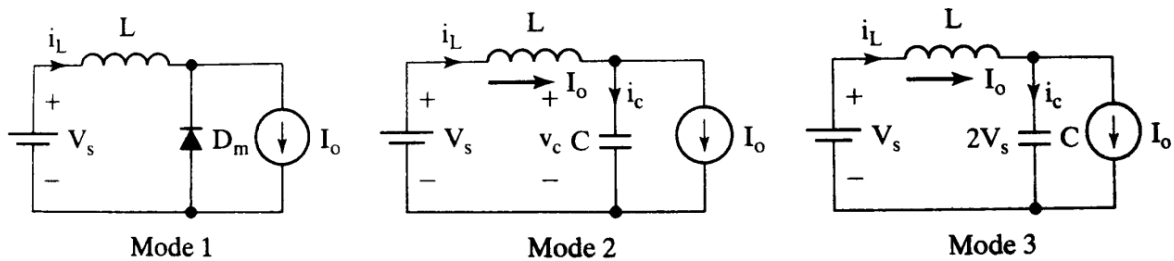 L
i_L
+
V_s
−
D_m
I_o
Mode 1
L
i_L
I_o
+
V_s
−
+
v_c
−
C
i_c
I_o
Mode 2
L
i_L
I_o
+
V_s
−
i_c
2V_s
C
I_o
Mode 3